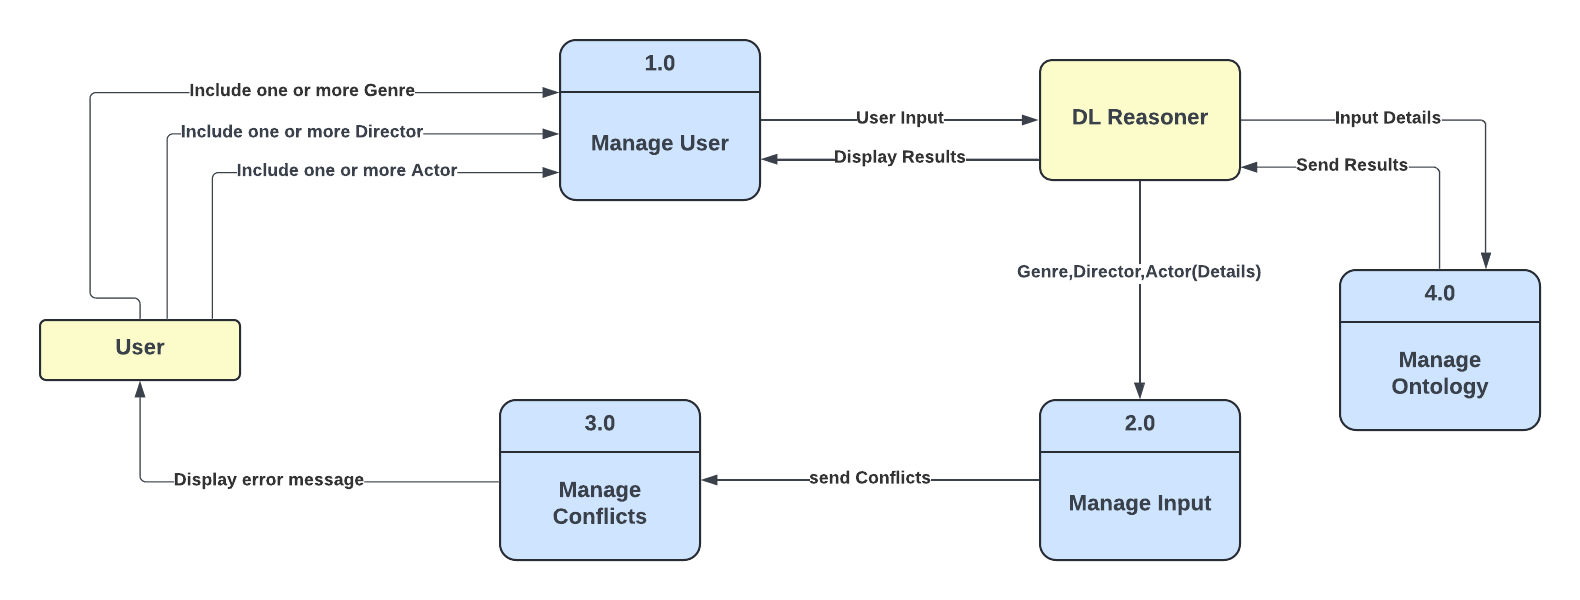 1.0
Manage User
Include one or more Genre
Include one or more Director
Include one or more Actor
User Input
Display Results
DL Reasoner
Input Details
Send Results
Genre,Director,Actor(Details)
4.0
Manage
Ontology
User
3.0
Manage
Conflicts
2.0
Manage Input
send Conflicts
Display error message